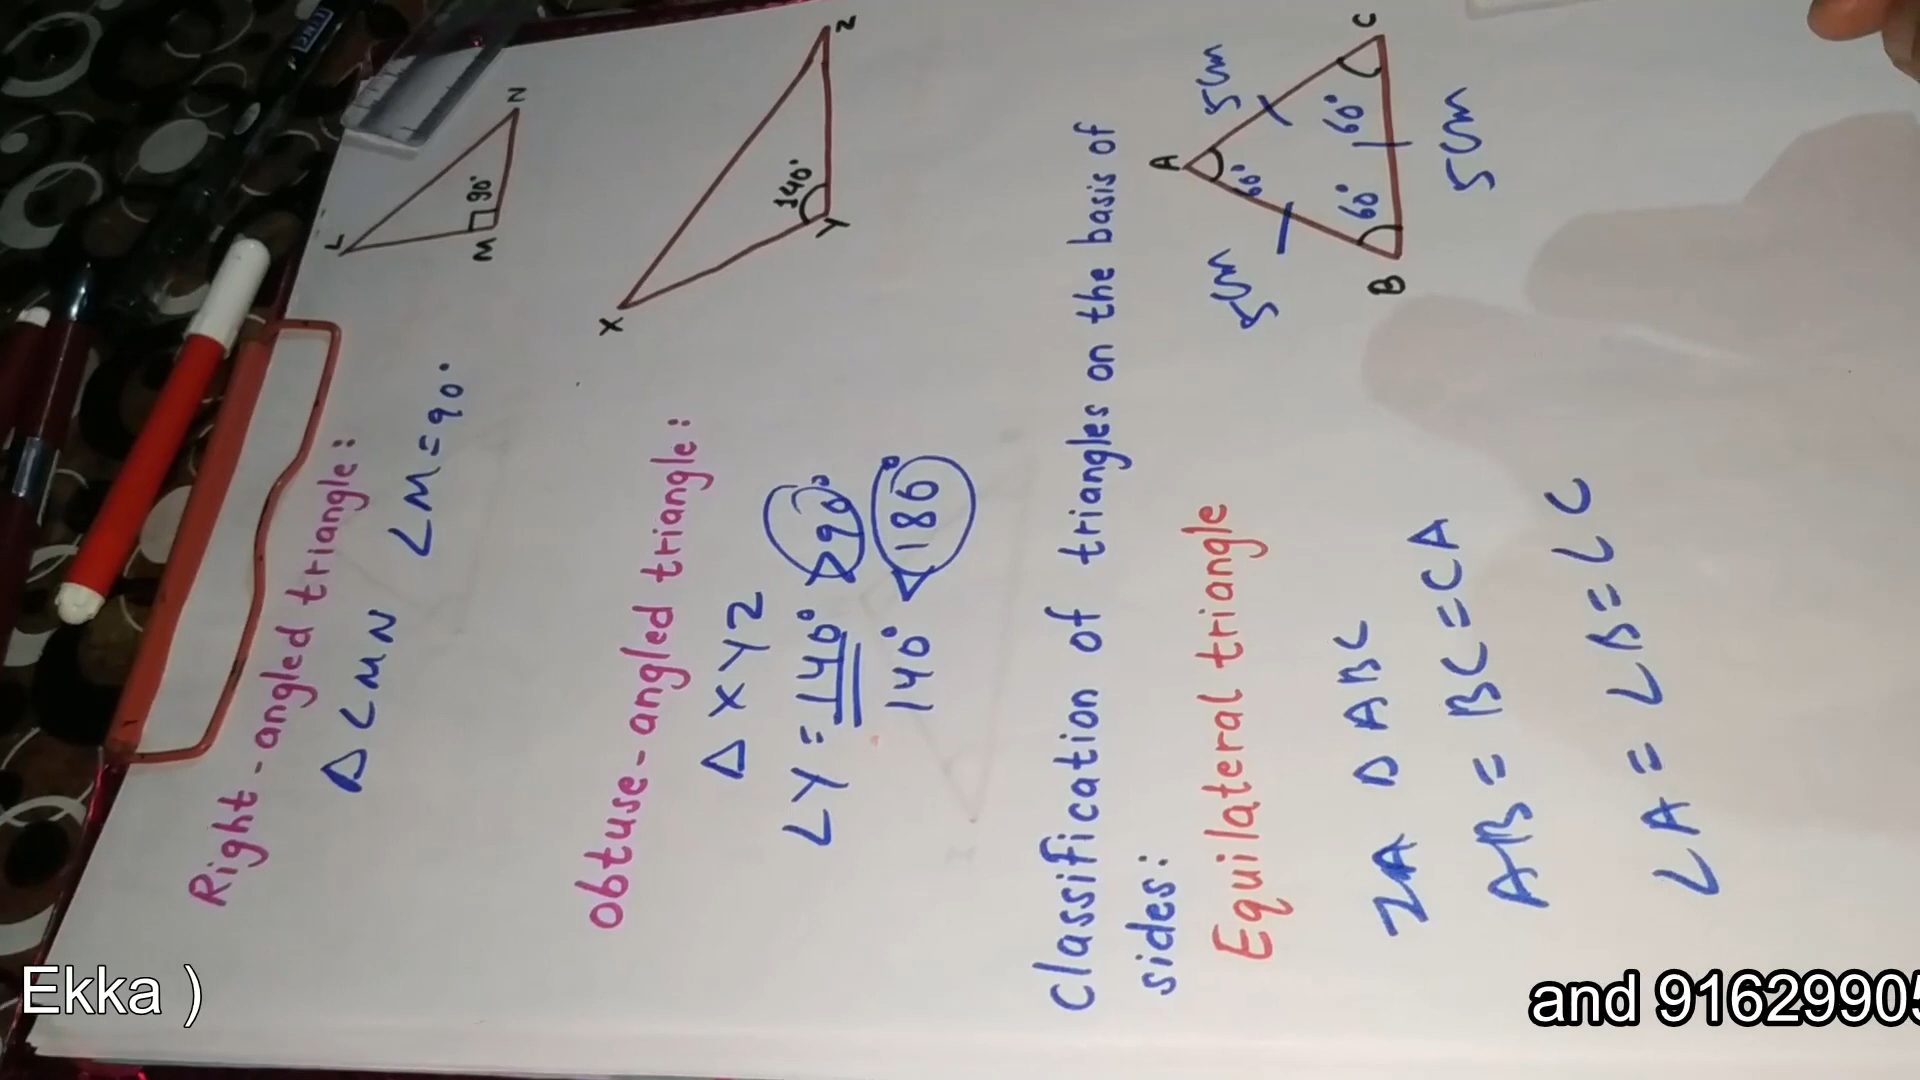 Right-angled triangle:
L
M
N
90°
Δ LMN ∠M=90°
Obtuse-angled triangle:
X
Y
Z
140°
Δ XYZ
∠Y = 140° > 90°
140° < 180°
Classification of triangles on the basis of
sides:
Equilateral triangle
A
B
C
60°
60°
60°
5cm
5cm
5cm
Δ ABC
AB = BC = CA
∠A = ∠B = ∠C
Ekka )
and 91629905